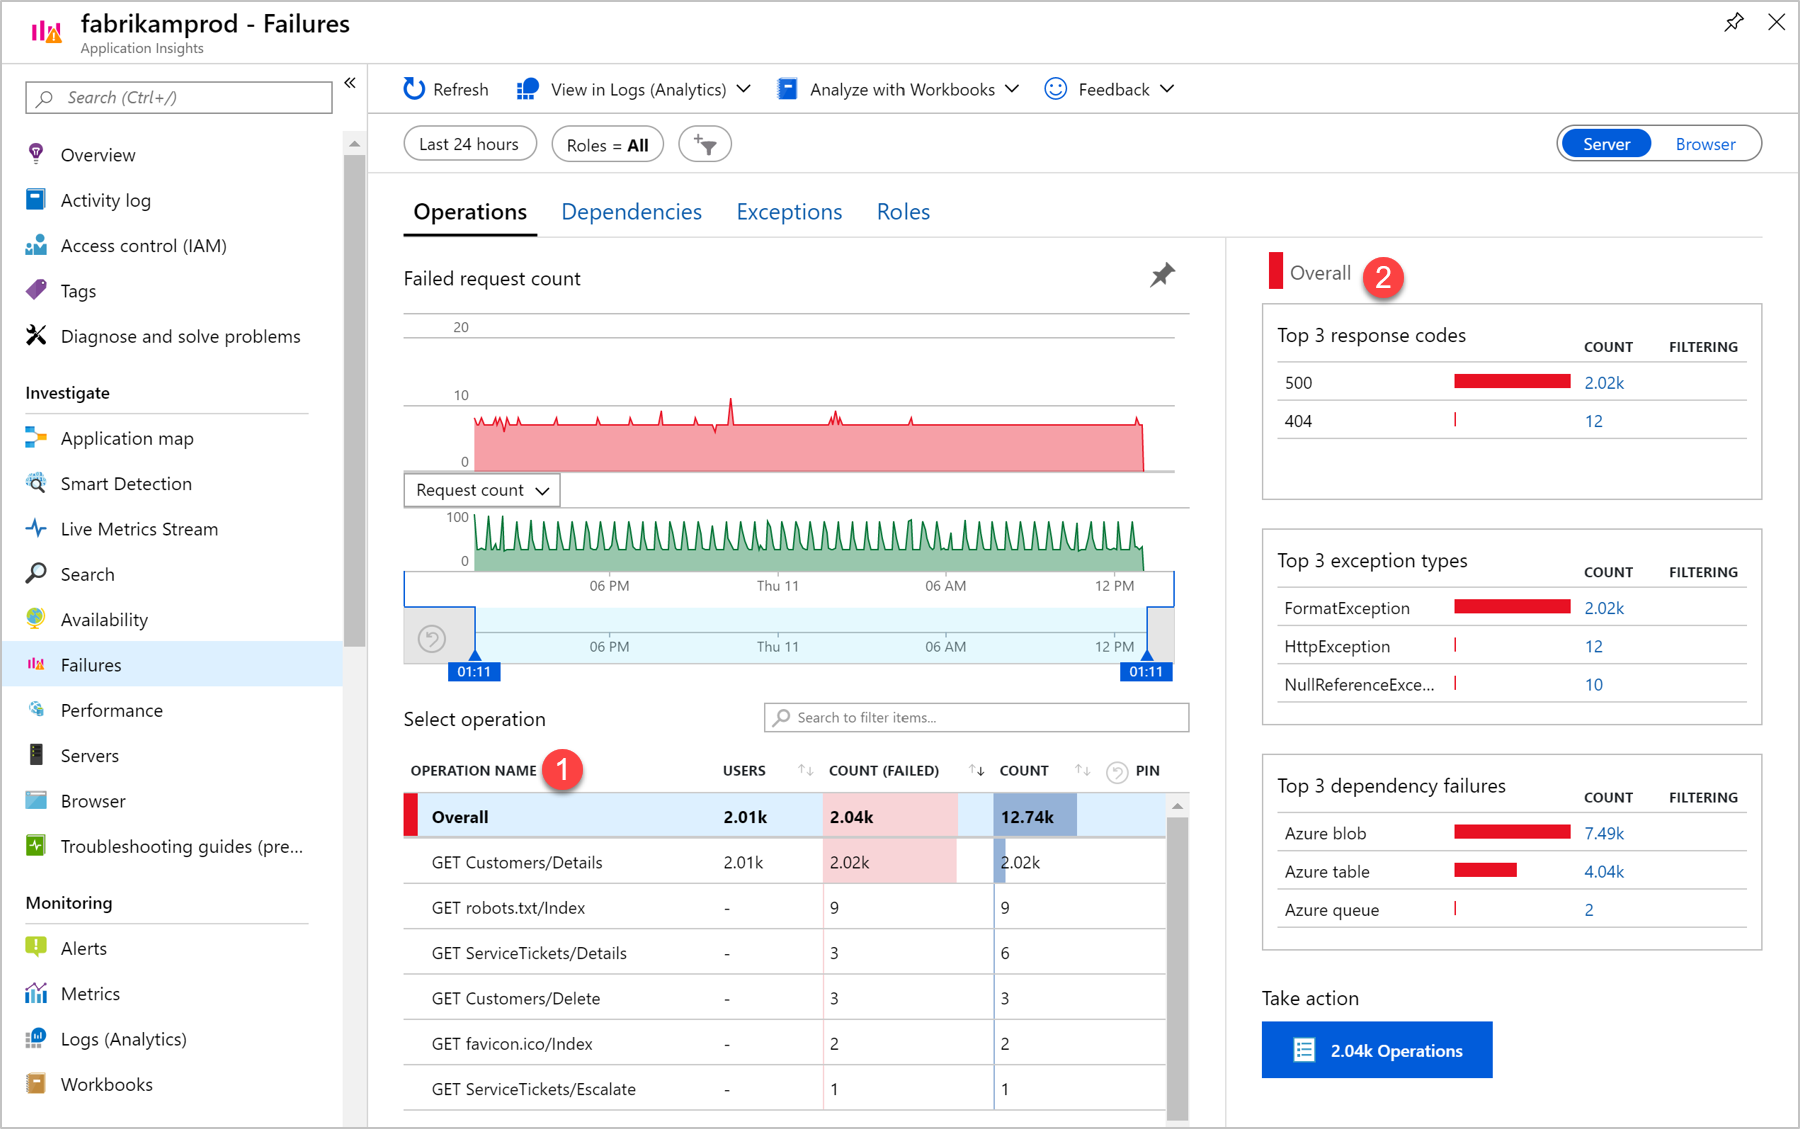 fabrikamprod - Failures
Application Insights
Search (Ctrl+/)
«
Overview
Activity log
Access control (IAM)
Tags
Diagnose and solve problems
Investigate
Application map
Smart Detection
Live Metrics Stream
Search
Availability
Failures
Performance
Servers
Browser
Troubleshooting guides (pre...
Monitoring
Alerts
Metrics
Logs (Analytics)
Workbooks
Refresh View in Logs (Analytics) Analyze with Workbooks Feedback
Last 24 hours Roles = All Server Browser
Operations Dependencies Exceptions Roles
Failed request count
20
10
0
Request count
100
0
06 PM Thu 11 06 AM 12 PM
06 PM Thu 11 06 AM 12 PM
01:11 01:11
Select operation Search to filter items...
OPERATION NAME 1 USERS COUNT (FAILED) COUNT PIN
Overall 2.01k 2.04k 12.74k
GET Customers/Details 2.01k 2.02k 2.02k
GET robots.txt/Index - 9 9
GET ServiceTickets/Details - 3 6
GET Customers/Delete - 3 3
GET favicon.ico/Index - 2 2
GET ServiceTickets/Escalate - 1 1
Overall 2
Top 3 response codes COUNT FILTERING
500 2.02k
404 12
Top 3 exception types COUNT FILTERING
FormatException 2.02k
HttpException 12
NullReferenceExce... 10
Top 3 dependency failures COUNT FILTERING
Azure blob 7.49k
Azure table 4.04k
Azure queue 2
Take action
2.04k Operations